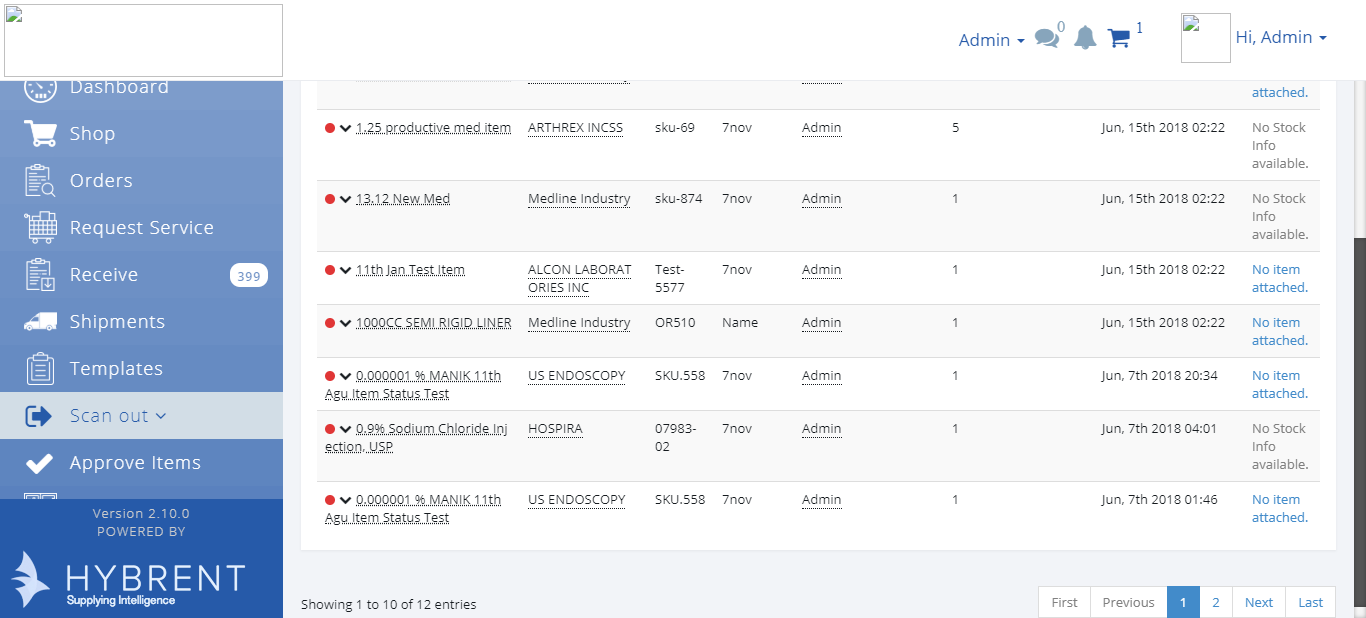 Admin
0
1
Hi, Admin
Dashboard
Shop
Orders
Request Service
Receive
399
Shipments
Templates
Scan out
Approve Items
Version 2.10.0
POWERED BY
HYBRENT
Supplying Intelligence
attached.
1.25 productive med item ARTHREX INCSS sku-69 7nov Admin 5 Jun, 15th 2018 02:22 No Stock
Info
available.
13.12 New Med Medline Industry sku-874 7nov Admin 1 Jun, 15th 2018 02:22 No Stock
Info
available.
11th Jan Test Item ALCON LABORAT Test- 7nov Admin 1 Jun, 15th 2018 02:22 No item
ORIES INC 5577 attached.
1000CC SEMI RIGID LINER Medline Industry OR510 Name Admin 1 Jun, 15th 2018 02:22 No item
attached.
0.000001 % MANIK 11th US ENDOSCOPY SKU.558 7nov Admin 1 Jun, 7th 2018 20:34 No item
Agu Item Status Test attached.
0.9% Sodium Chloride Inj HOSPIRA 07983- 7nov Admin 1 Jun, 7th 2018 04:01 No Stock
ection, USP 02 Info
available.
0.000001 % MANIK 11th US ENDOSCOPY SKU.558 7nov Admin 1 Jun, 7th 2018 01:46 No item
Agu Item Status Test attached.
Showing 1 to 10 of 12 entries
First Previous 1 2 Next Last